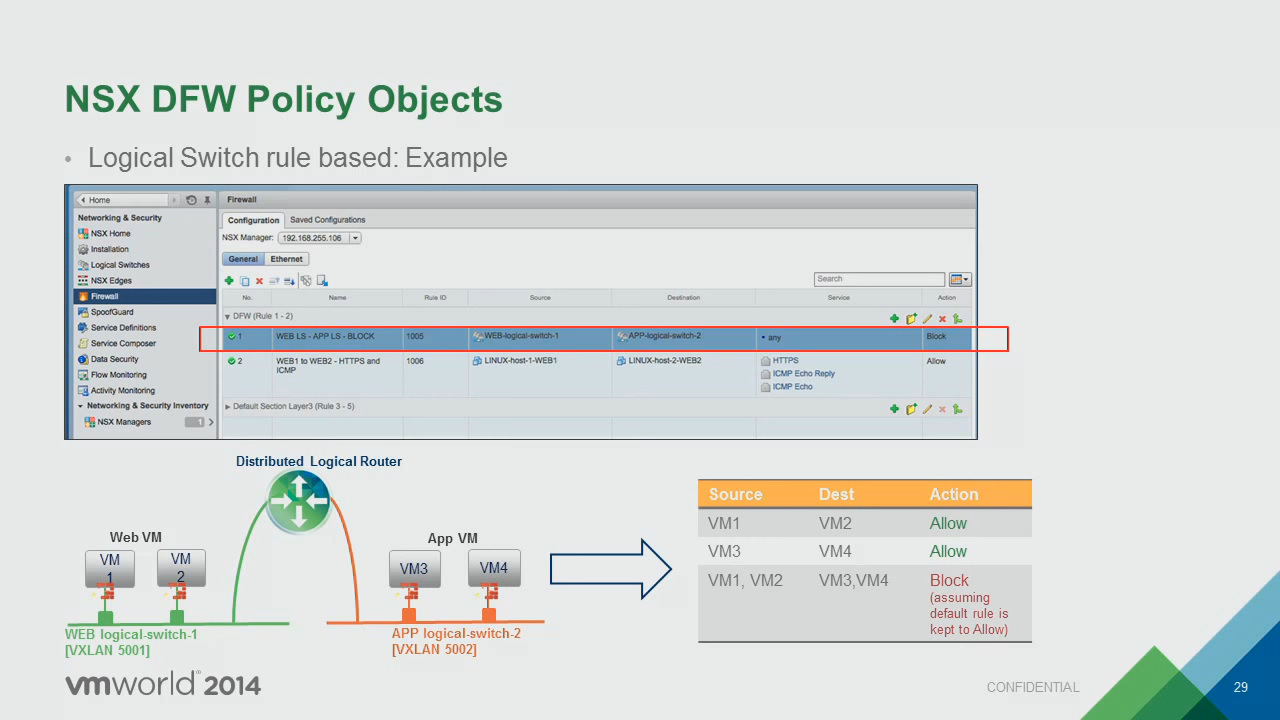 NSX DFW Policy Objects
• Logical Switch rule based: Example
Home
Networking & Security
NSX Home
Installation
Logical Switches
NSX Edges
Firewall
SpoofGuard
Service Definitions
Service Composer
Data Security
Flow Monitoring
Activity Monitoring
Networking & Security Inventory
NSX Managers 1
Firewall
Configuration Saved Configurations
NSX Manager: 192.168.255.106
General Ethernet
Search
No. Name Rule ID Source Destination Service Action
DFW (Rule 1 - 2)
1 WEB LS - APP LS - BLOCK 1005 WEB-logical-switch-1 APP-logical-switch-2 • any Block
2 WEB1 to WEB2 - HTTPS and ICMP 1006 LINUX-host-1-WEB1 LINUX-host-2-WEB2 HTTPS Allow
ICMP Echo Reply
ICMP Echo
Default Section Layer3 (Rule 3 - 5)
Distributed Logical Router
Web VM
VM 1
VM 2
App VM
VM3
VM4
WEB logical-switch-1
[VXLAN 5001]
APP logical-switch-2
[VXLAN 5002]
Source Dest Action
VM1 VM2 Allow
VM3 VM4 Allow
VM1, VM2 VM3,VM4 Block
(assuming
default rule is
kept to Allow)
vmworld® 2014
CONFIDENTIAL 29